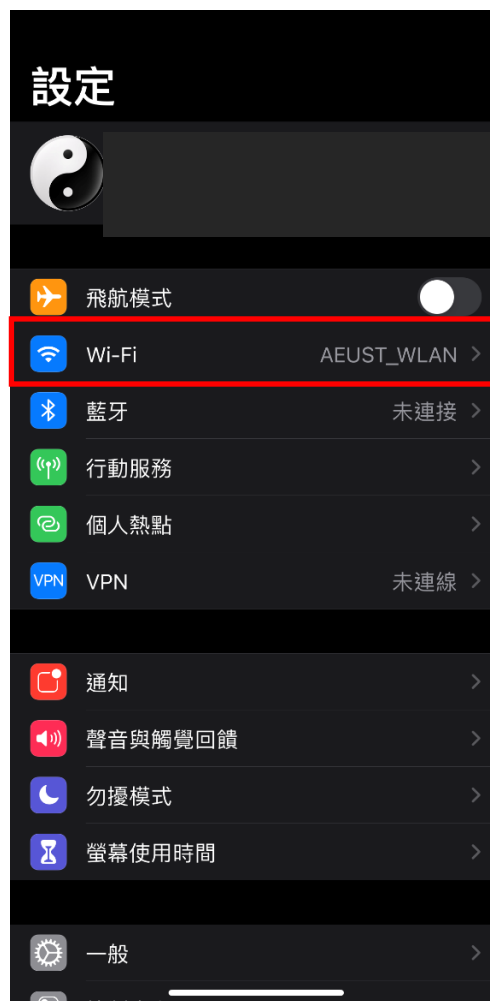 設定
飛航模式
Wi-Fi AEUST_WLAN
藍牙 未連接
行動服務
個人熱點
VPN VPN 未連線
通知
聲音與觸覺回饋
勿擾模式
螢幕使用時間
一般